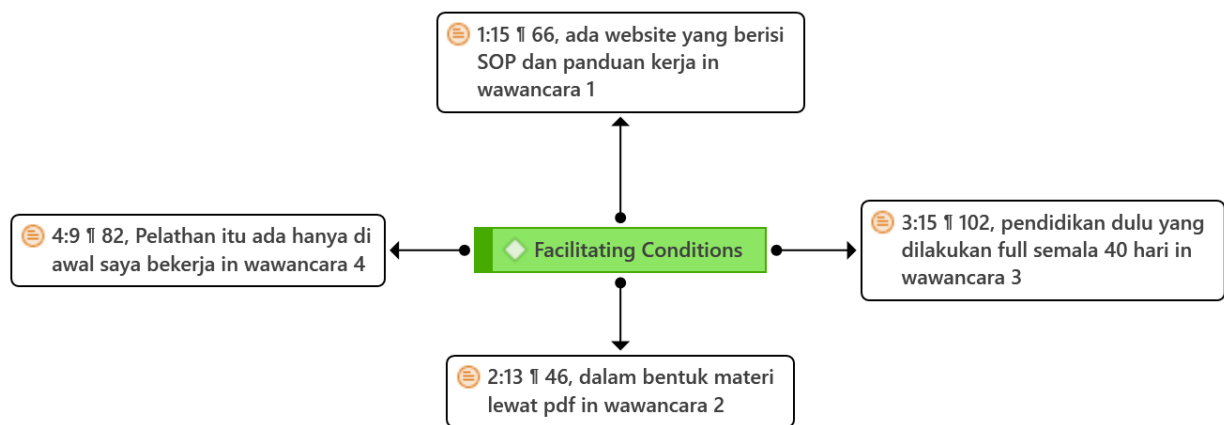 1:15 ¶ 66, ada website yang berisi
SOP dan panduan kerja in
wawancara 1
4:9 ¶ 82, Pelathan itu ada hanya di
awal saya bekerja in wawancara 4
Facilitating Conditions
3:15 ¶ 102, pendidikan dulu yang
dilakukan full semala 40 hari in
wawancara 3
2:13 ¶ 46, dalam bentuk materi
lewat pdf in wawancara 2